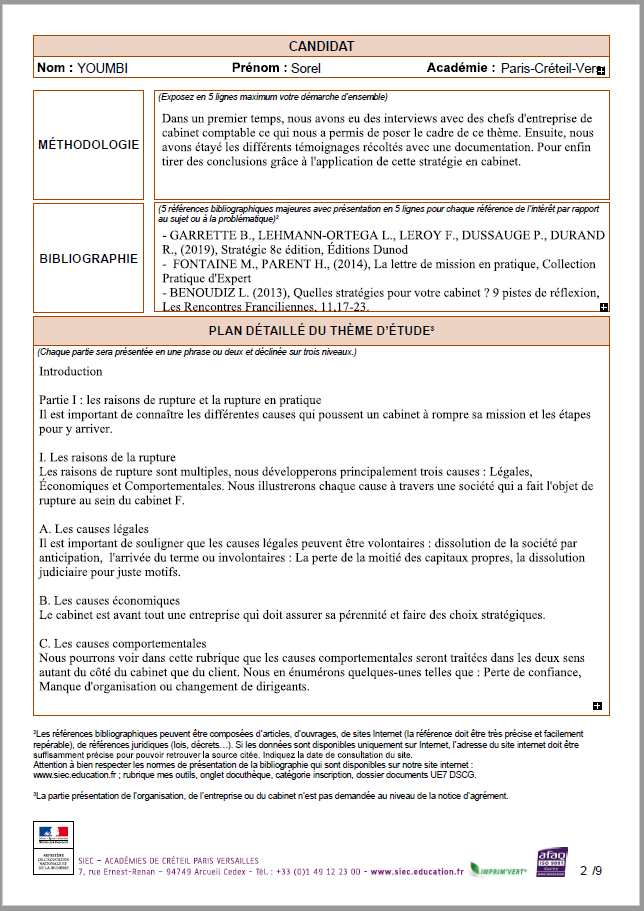 CANDIDAT
Nom : YOUMBI Prénom : Sorel Académie : Paris-Créteil-Vers
(Exposez en 5 lignes maximum votre démarche d'ensemble)
MÉTHODOLOGIE
Dans un premier temps, nous avons eu des interviews avec des chefs d'entreprise de
cabinet comptable ce qui nous a permis de poser le cadre de ce thème. Ensuite, nous
avons étayé les différents témoignages récoltés avec une documentation. Pour enfin
tirer des conclusions grâce à l'application de cette stratégie en cabinet.
(5 références bibliographiques majeures avec présentation en 5 lignes pour chaque référence de l'intérêt par rapport
au sujet ou à la problématique)²
BIBLIOGRAPHIE
- GARRETTE B., LEHMANN-ORTEGA L., LEROY F., DUSSAUGE P., DURAND
R., (2019), Stratégie 8e édition, Éditions Dunod
- FONTAINE M., PARENT H., (2014), La lettre de mission en pratique, Collection
Pratique d'Expert
- BENOUDIZ L. (2013), Quelles stratégies pour votre cabinet ? 9 pistes de réflexion,
Les Rencontres Franciliennes, 11,17-23.
PLAN DÉTAILLÉ DU THÈME D'ÉTUDE³
(Chaque partie sera présentée en une phrase ou deux et déclinée sur trois niveaux.)
Introduction
Partie I : les raisons de rupture et la rupture en pratique
Il est important de connaître les différentes causes qui poussent un cabinet à rompre sa mission et les étapes
pour y arriver.
I. Les raisons de la rupture
Les raisons de rupture sont multiples, nous développerons principalement trois causes : Légales,
Économiques et Comportementales. Nous illustrerons chaque cause à travers une société qui a fait l'objet de
rupture au sein du cabinet F.
A. Les causes légales
Il est important de souligner que les causes légales peuvent être volontaires : dissolution de la société par
anticipation, l'arrivée du terme ou involontaires : La perte de la moitié des capitaux propres, la dissolution
judiciaire pour juste motifs.
B. Les causes économiques
Le cabinet est avant tout une entreprise qui doit assurer sa pérennité et faire des choix stratégiques.
C. Les causes comportementales
Nous pourrons voir dans cette rubrique que les causes comportementales seront traitées dans les deux sens
autant du côté du cabinet que du client. Nous en énumérons quelques-unes telles que : Perte de confiance,
Manque d'organisation ou changement de dirigeants.
²Les références bibliographiques peuvent être composées d'articles, d'ouvrages, de sites Internet (la référence doit être très précise et facilement
repérable), de références juridiques (lois, décrets…). Si les données sont disponibles uniquement sur Internet, l'adresse du site internet doit être
suffisamment précise pour pouvoir retrouver la source citée. Indiquez la date de consultation du site.
Attention à bien respecter les normes de présentation de la bibliographie qui sont disponibles sur notre site internet :
www.siec.education.fr ; rubrique mes outils, onglet docuthèque, catégorie inscription, dossier documents UE7 DSCG.
³La partie présentation de l'organisation, de l'entreprise ou du cabinet n'est pas demandée au niveau de la notice d'agrément.
MINISTÈRE
DE L'ÉDUCATION
NATIONALE ET
DE LA JEUNESSE
SIEC – ACADÉMIES DE CRÉTEIL PARIS VERSAILLES
7, rue Ernest-Renan – 94749 Arcueil Cedex - Tél. : +33 (0)1 49 12 23 00 - www.siec.education.fr
IMPRIM'VERT®
afaq
ISO 9001
2 /9